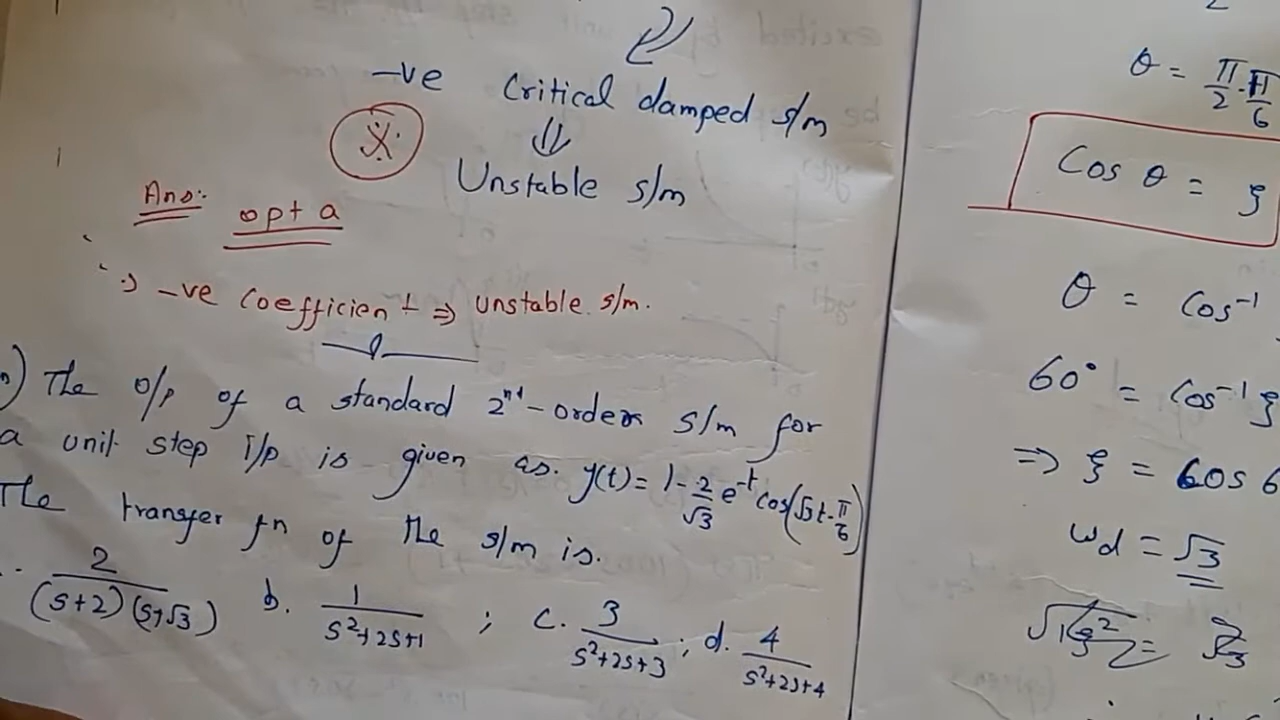 -ve Critical damped s/m
⇓
Unstable s/m
Ans:
opt a
∵ -ve coefficient ⇒ unstable s/m.
) The o/p of a standard 2nd-order s/m for
a unit step i/p is given as. y(t) = 1 - 2/√3 e^-t cos(√3t - π/6)
The transfer fn of the s/m is.
2/(s+2)(s+√3) b. 1/s²+2s+1 ; c. 3/s²+2s+3 ; d. 4/s²+2s+4
θ = π/2 - π/6
Cos θ = ξ
θ = Cos⁻¹
60° = Cos⁻¹ ξ
⇒ ξ = Cos 6
ωd = √3